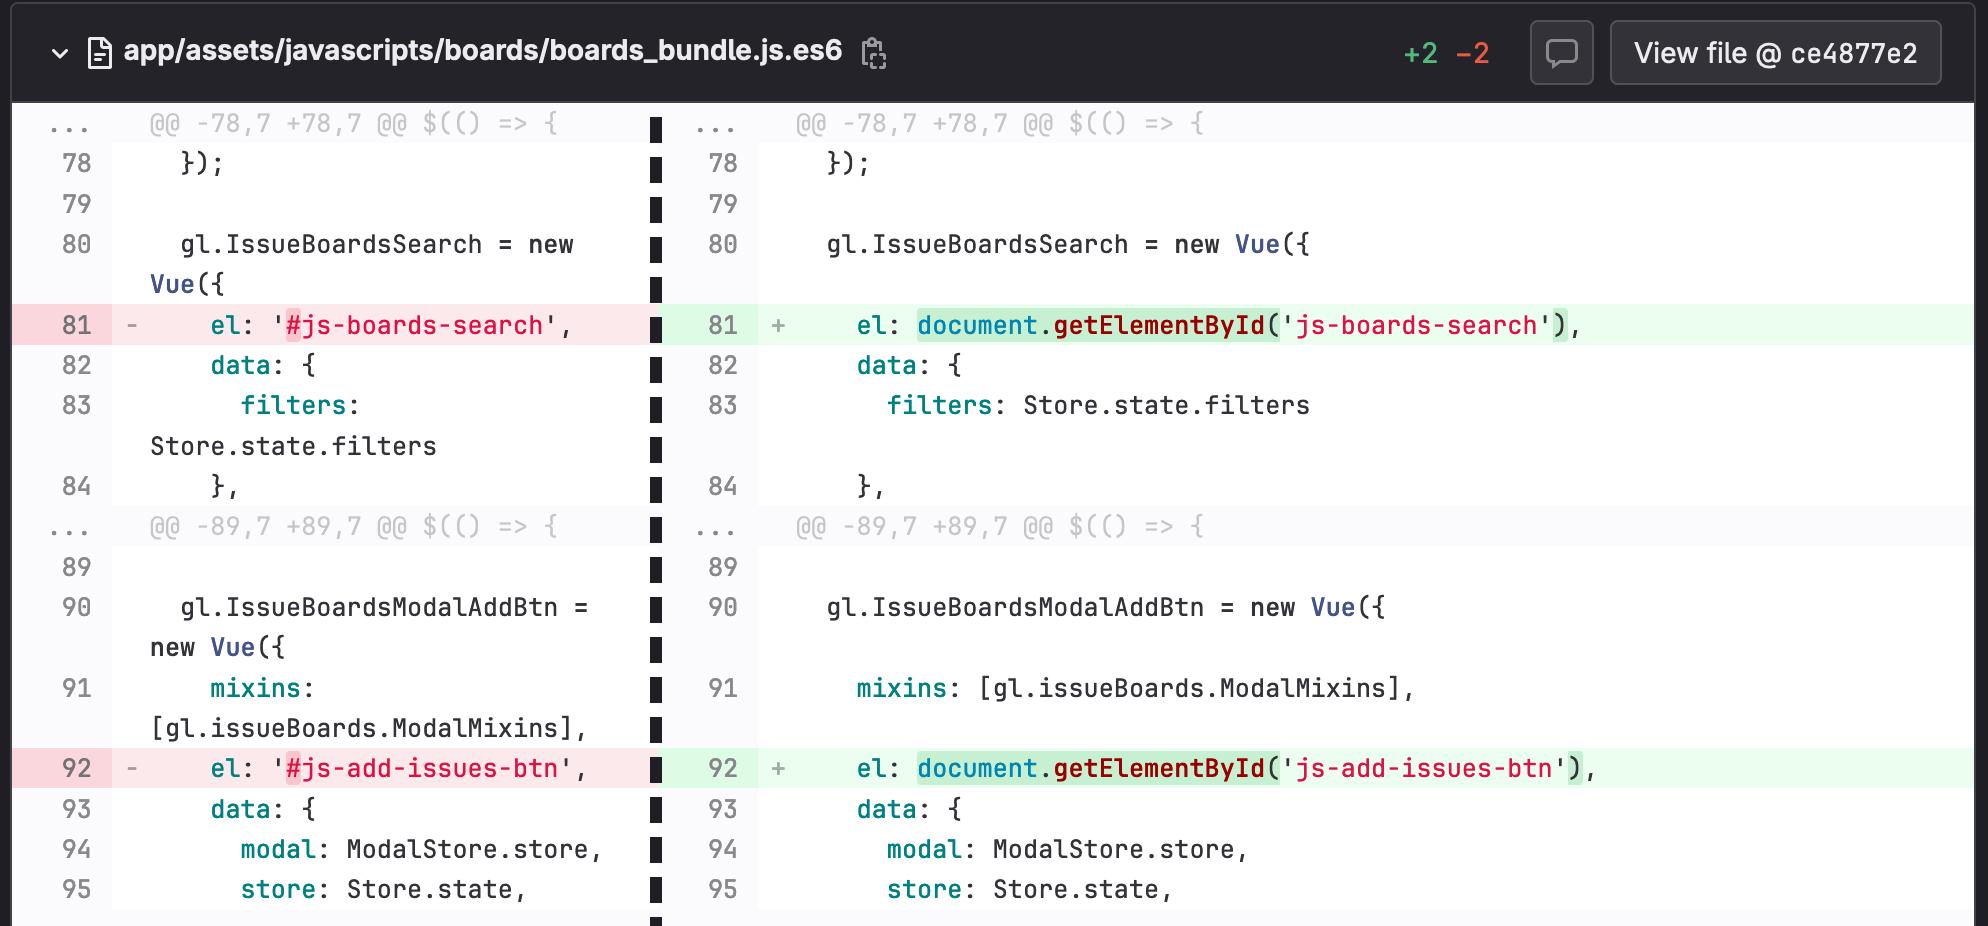 app/assets/javascripts/boards/boards_bundle.js.es6 +2 −2 View file @ ce4877e2
... @@ -78,7 +78,7 @@ $(() => {
78 });
79
80 gl.IssueBoardsSearch = new
Vue({
81 - el: '#js-boards-search',
82 data: {
83 filters:
Store.state.filters
84 },
... @@ -89,7 +89,7 @@ $(() => {
89
90 gl.IssueBoardsModalAddBtn =
new Vue({
91 mixins:
[gl.issueBoards.ModalMixins],
92 - el: '#js-add-issues-btn',
93 data: {
94 modal: ModalStore.store,
95 store: Store.state,
... @@ -78,7 +78,7 @@ $(() => {
78 });
79
80 gl.IssueBoardsSearch = new Vue({
81 + el: document.getElementById('js-boards-search'),
82 data: {
83 filters: Store.state.filters
84 },
... @@ -89,7 +89,7 @@ $(() => {
89
90 gl.IssueBoardsModalAddBtn = new Vue({
91 mixins: [gl.issueBoards.ModalMixins],
92 + el: document.getElementById('js-add-issues-btn'),
93 data: {
94 modal: ModalStore.store,
95 store: Store.state,